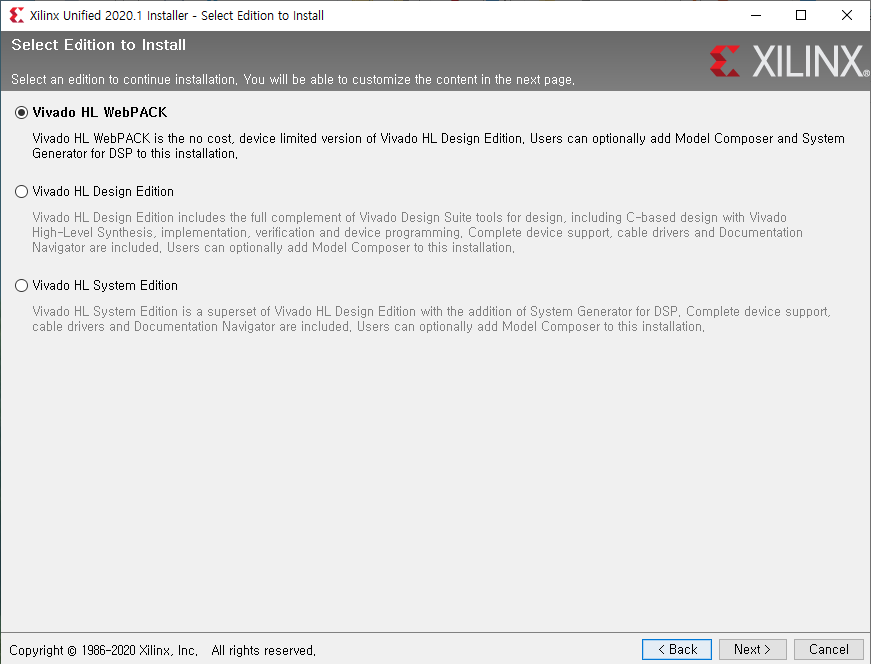 Xilinx Unified 2020.1 Installer - Select Edition to Install
Select Edition to Install
Select an edition to continue installation. You will be able to customize the content in the next page.
XILINX®
Vivado HL WebPACK
Vivado HL WebPACK is the no cost, device limited version of Vivado HL Design Edition. Users can optionally add Model Composer and System
Generator for DSP to this installation.
Vivado HL Design Edition
Vivado HL Design Edition includes the full complement of Vivado Design Suite tools for design, including C-based design with Vivado
High-Level Synthesis, implementation, verification and device programming. Complete device support, cable drivers and Documentation
Navigator are included. Users can optionally add Model Composer to this installation.
Vivado HL System Edition
Vivado HL System Edition is a superset of Vivado HL Design Edition with the addition of System Generator for DSP. Complete device support,
cable drivers and Documentation Navigator are included. Users can optionally add Model Composer to this installation.
Copyright © 1986-2020 Xilinx, Inc. All rights reserved.
< Back
Next >
Cancel